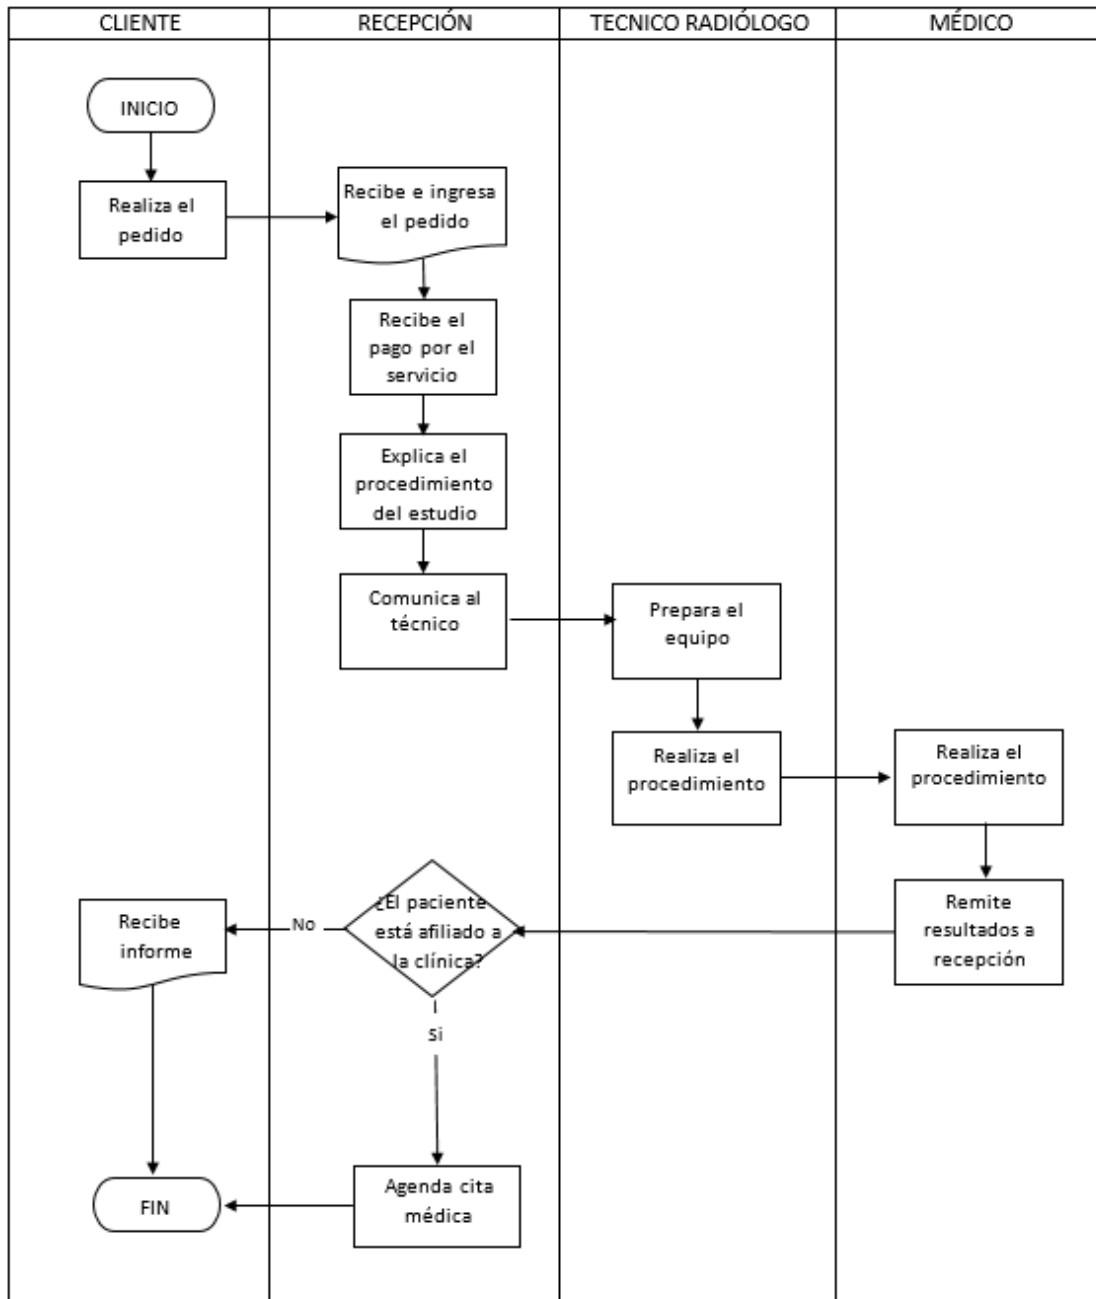 CLIENTE
RECEPCIÓN
TECNICO RADIÓLOGO
MÉDICO
INICIO
Realiza el
pedido
Recibe e ingresa
el pedido
Recibe el
pago por el
servicio
Explica el
procedimiento
del estudio
Comunica al
técnico
Prepara el
equipo
Realiza el
procedimiento
Realiza el
procedimiento
Remite
resultados a
recepción
¿El paciente
está afiliado a
la clínica?
No
Recibe
informe
Si
Agenda cita
médica
FIN